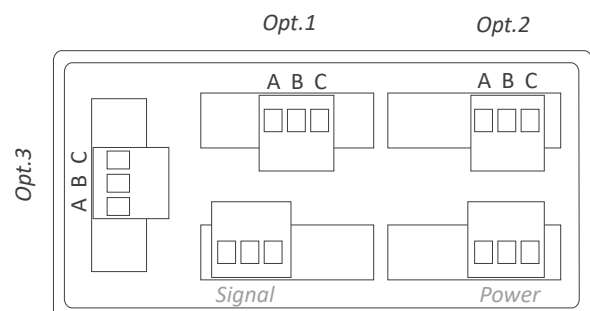 Opt.1
Opt.2
A B C
A B C
Opt.3
A B C
Signal
Power